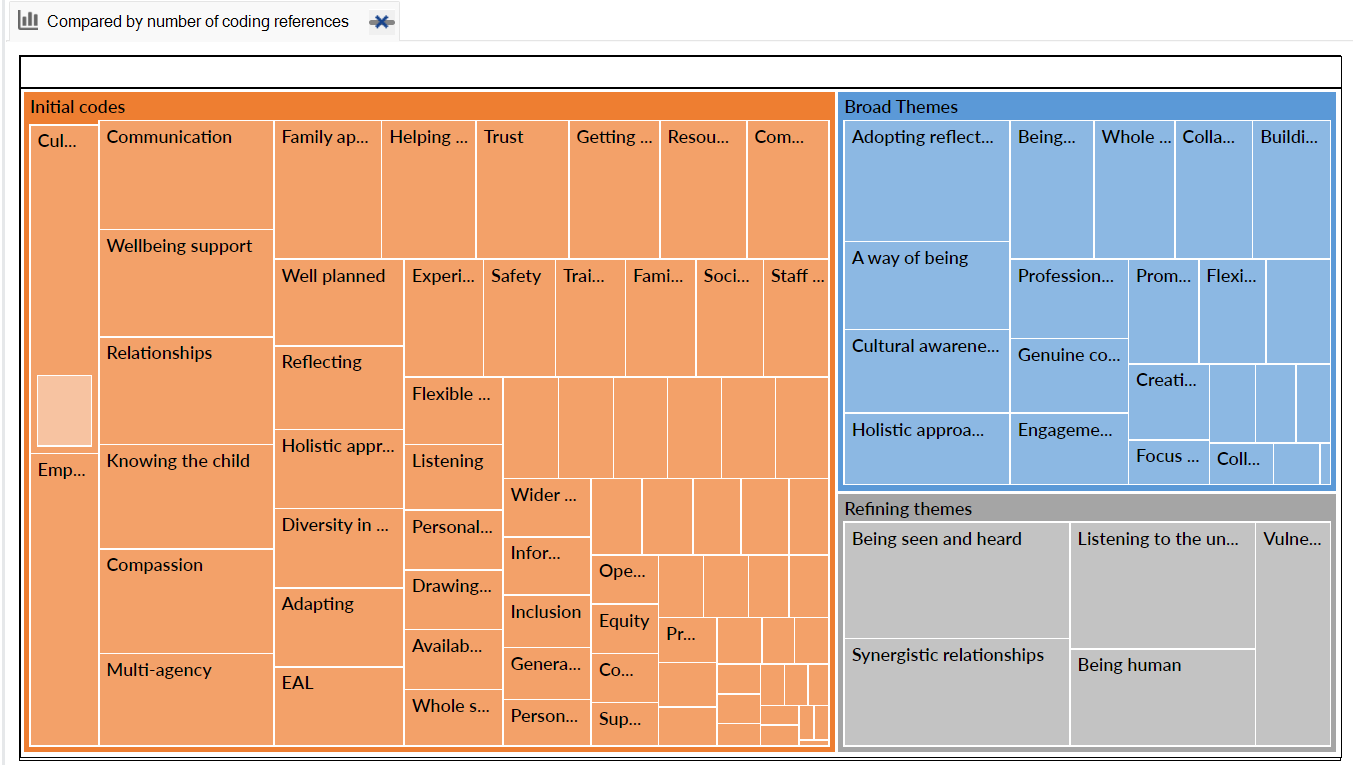 Compared by number of coding references
Initial codes
Cul...
Emp...
Communication
Wellbeing support
Relationships
Knowing the child
Compassion
Multi-agency
Family ap...
Helping ...
Trust
Getting ...
Resou...
Com...
Well planned
Reflecting
Holistic appr...
Diversity in ...
Adapting
EAL
Experi...
Safety
Trai...
Fami...
Soci...
Staff ...
Flexible ...
Listening
Personal...
Drawing...
Availab...
Whole s...
Wider ...
Infor...
Inclusion
Genera...
Person...
Ope...
Equity
Co...
Sup...
Pr...
Broad Themes
Adopting reflect...
A way of being
Cultural awarene...
Holistic approa...
Being...
Whole ...
Colla...
Buildi...
Profession...
Genuine co...
Engageme...
Prom...
Flexi...
Creati...
Focus ...
Coll...
Refining themes
Being seen and heard
Synergistic relationships
Listening to the un...
Being human
Vulne...